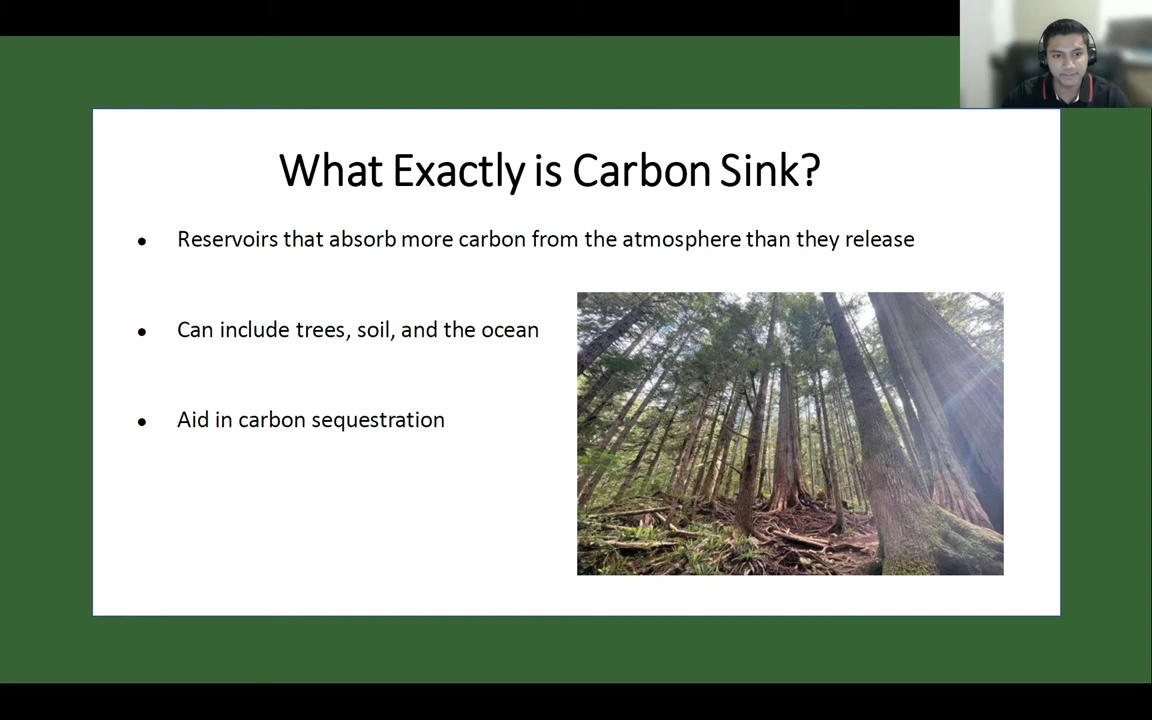 What Exactly is Carbon Sink?
● Reservoirs that absorb more carbon from the atmosphere than they release
● Can include trees, soil, and the ocean
● Aid in carbon sequestration